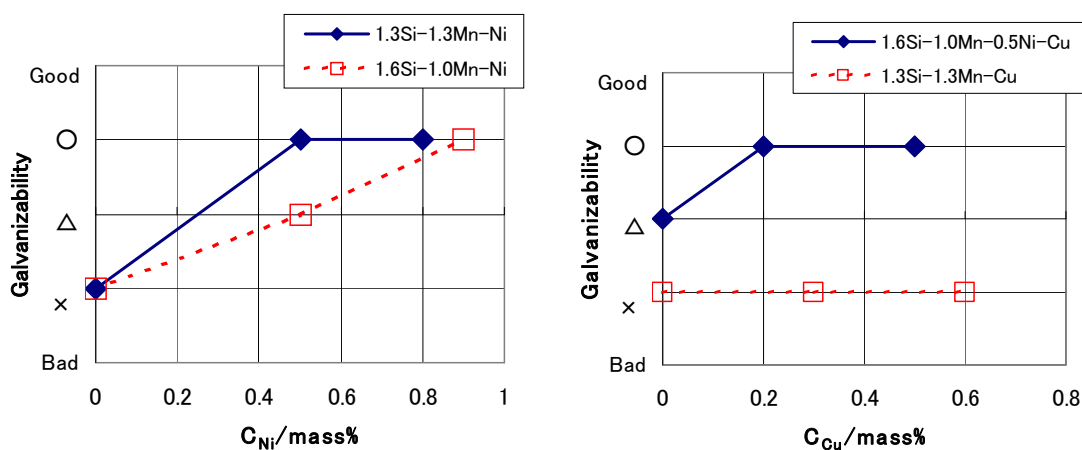 1.3Si-1.3Mn-Ni
1.6Si-1.0Mn-Ni
Good
○
△
×
Bad
Galvanizability
0 0.2 0.4 0.6 0.8 1
C_Ni/mass%
1.6Si-1.0Mn-0.5Ni-Cu
1.3Si-1.3Mn-Cu
Good
○
△
×
Bad
Galvanizability
0 0.2 0.4 0.6 0.8
C_Cu/mass%